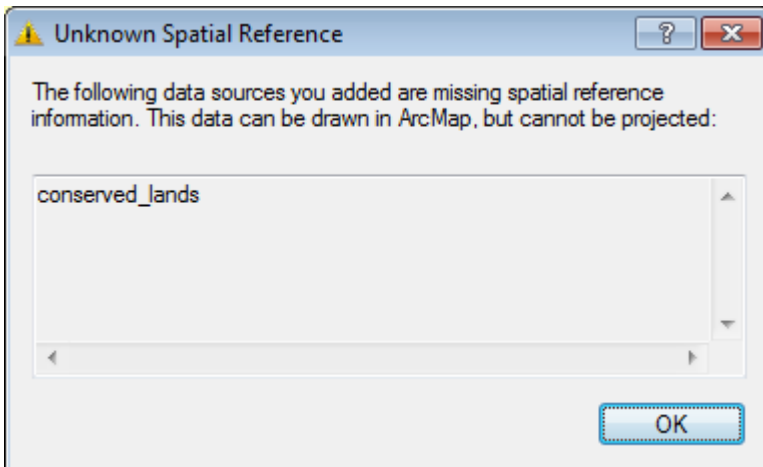 Unknown Spatial Reference
The following data sources you added are missing spatial reference
information. This data can be drawn in ArcMap, but cannot be projected:
conserved_lands
OK